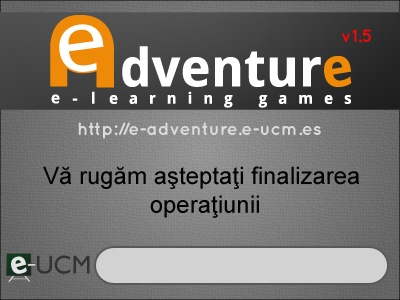 eAdventure
v1.5
e-learning games
http://e-adventure.e-ucm.es
Vă rugăm aşteptaţi finalizarea
operaţiunii
e-UCM